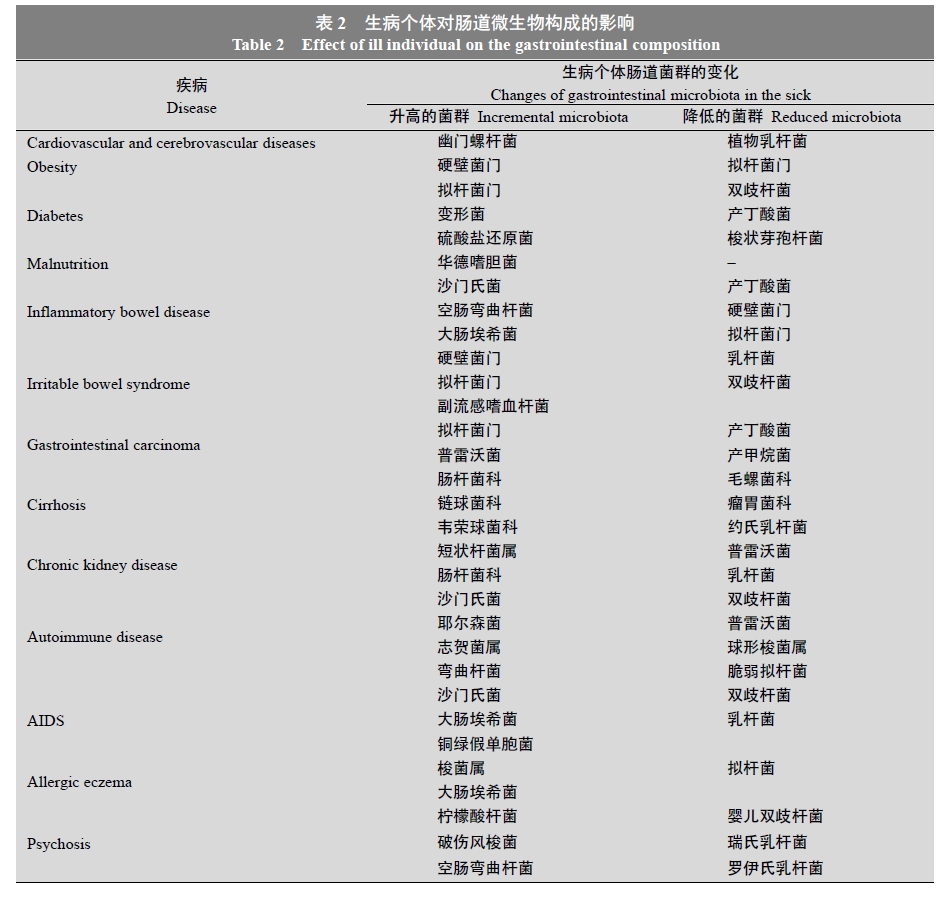 表 2 生病个体对肠道微生物构成的影响
Table 2 Effect of ill individual on the gastrointestinal composition
疾病
Disease
生病个体肠道菌群的变化
Changes of gastrointestinal microbiota in the sick
升高的菌群 Incremental microbiota 降低的菌群 Reduced microbiota
Cardiovascular and cerebrovascular diseases 幽门螺杆菌 植物乳杆菌
Obesity 硬壁菌门 拟杆菌门
拟杆菌门 双歧杆菌
Diabetes 变形菌 产丁酸菌
硫酸盐还原菌 梭状芽孢杆菌
Malnutrition 华德嗜胆菌 –
沙门氏菌 产丁酸菌
Inflammatory bowel disease 空肠弯曲杆菌 硬壁菌门
大肠埃希菌 拟杆菌门
硬壁菌门 乳杆菌
Irritable bowel syndrome 拟杆菌门 双歧杆菌
副流感嗜血杆菌
拟杆菌门 产丁酸菌
Gastrointestinal carcinoma
普雷沃菌 产甲烷菌
肠杆菌科 毛螺菌科
Cirrhosis 链球菌科 瘤胃菌科
韦荣球菌科 约氏乳杆菌
短状杆菌属 普雷沃菌
Chronic kidney disease
肠杆菌科 乳杆菌
沙门氏菌 双歧杆菌
耶尔森菌 普雷沃菌
Autoimmune disease
志贺菌属 球形梭菌属
弯曲杆菌 脆弱拟杆菌
沙门氏菌 双歧杆菌
AIDS 大肠埃希菌 乳杆菌
铜绿假单胞菌
梭菌属 拟杆菌
Allergic eczema
大肠埃希菌
柠檬酸杆菌 婴儿双歧杆菌
Psychosis 破伤风梭菌 瑞氏乳杆菌
空肠弯曲杆菌 罗伊氏乳杆菌